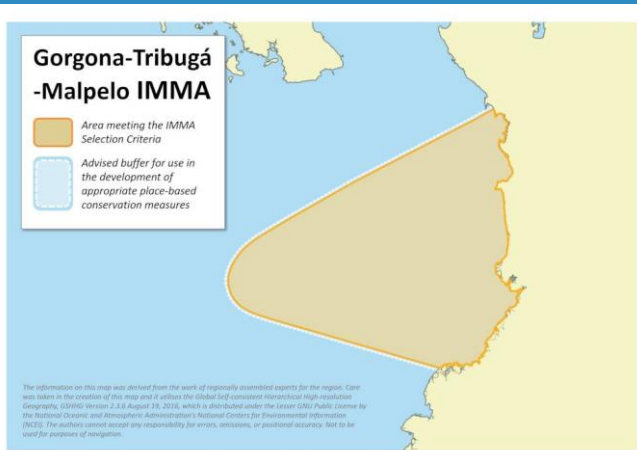 Gorgona-Tribugá
-Malpelo IMMA
Area meeting the IMMA
Selection Criteria
Advised buffer for use in
the development of
appropriate place-based
conservation measures
The information on this map was derived from the work of regionally assembled experts for the region. Care
was taken in the creation of this map and it utilises the Global Self-consistent Hierarchical High-resolution
Geography, GSHHG Version 2.3.6 August 19, 2016, which is distributed under the Lesser GNU Public License by
the National Oceanic and Atmospheric Administration's National Centers for Environmental Information
(NCEI). The authors cannot accept any responsibility for errors, omissions, or positional accuracy. Not to be
used for purposes of navigation.